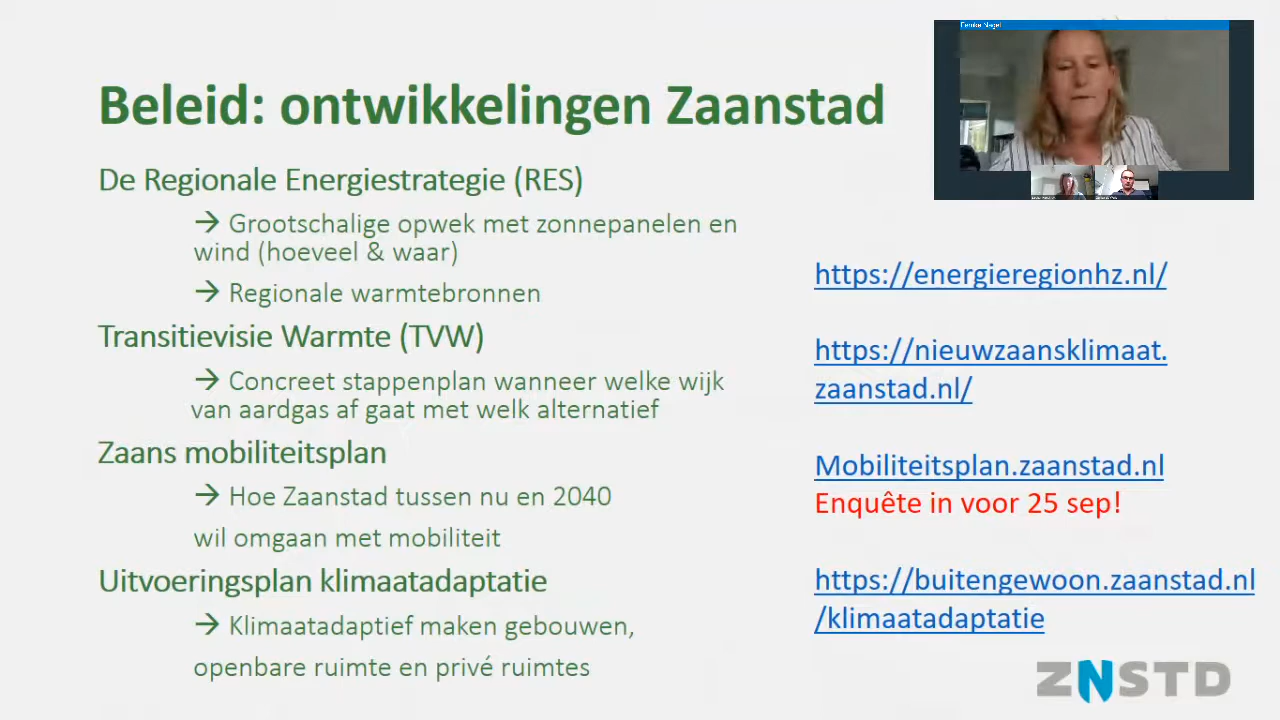 Femke Nagel
Beleid: ontwikkelingen Zaanstad
De Regionale Energiestrategie (RES)
→ Grootschalige opwek met zonnepanelen en
wind (hoeveel & waar)
→ Regionale warmtebronnen
https://energieregionhz.nl/
Transitievisie Warmte (TVW)
→ Concreet stappenplan wanneer welke wijk
van aardgas af gaat met welk alternatief
https://nieuwzaansklimaat.
zaanstad.nl/
Zaans mobiliteitsplan
→ Hoe Zaanstad tussen nu en 2040
wil omgaan met mobiliteit
Mobiliteitsplan.zaanstad.nl
Enquête in voor 25 sep!
Uitvoeringsplan klimaatadaptatie
→ Klimaatadaptief maken gebouwen,
openbare ruimte en privé ruimtes
https://buitengewoon.zaanstad.nl
/klimaatadaptatie
ZNSTD